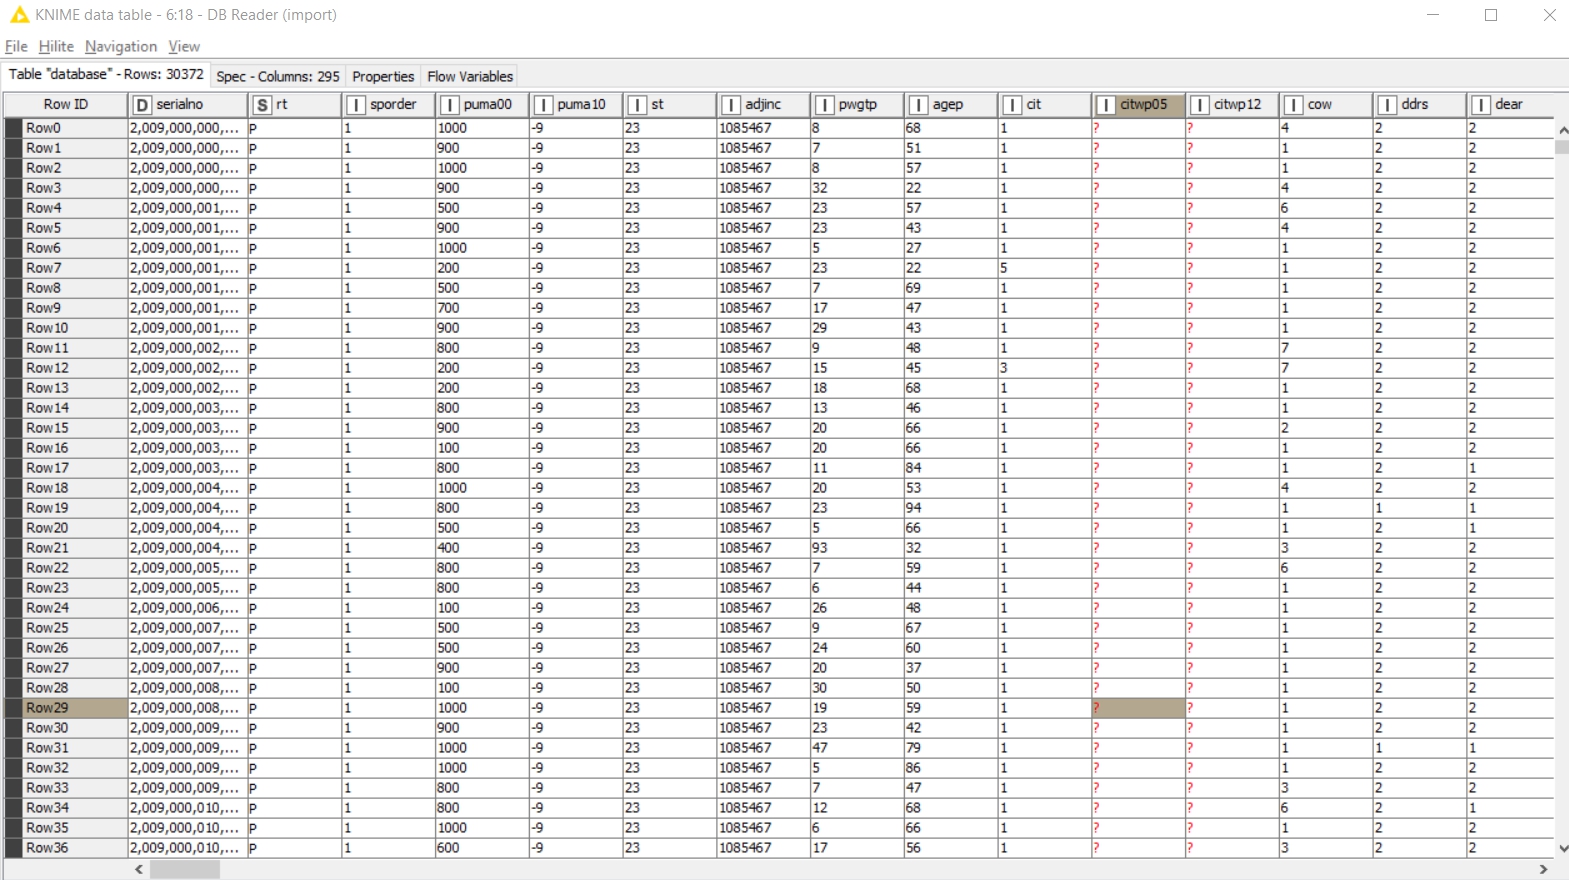 KNIME data table - 6:18 - DB Reader (import)
File Hilite Navigation View
Table "database" - Rows: 30372 Spec - Columns: 295 Properties Flow Variables
Row ID D serialno S rt I sporder I puma00 I puma10 I st I adjinc I pwgtp I agep I cit I citwp05 I citwp12 I cow I ddrs I dear
Row0 2,009,000,000,... P 1 1000 -9 23 1085467 8 68 1 ? ? 4 2 2
Row1 2,009,000,000,... P 1 900 -9 23 1085467 7 51 1 ? ? 1 2 2
Row2 2,009,000,000,... P 1 1000 -9 23 1085467 8 57 1 ? ? 1 2 2
Row3 2,009,000,000,... P 1 900 -9 23 1085467 32 22 1 ? ? 4 2 2
Row4 2,009,000,001,... P 1 500 -9 23 1085467 23 57 1 ? ? 6 2 2
Row5 2,009,000,001,... P 1 900 -9 23 1085467 23 43 1 ? ? 4 2 2
Row6 2,009,000,001,... P 1 1000 -9 23 1085467 5 27 1 ? ? 1 2 2
Row7 2,009,000,001,... P 1 200 -9 23 1085467 23 22 5 ? ? 1 2 2
Row8 2,009,000,001,... P 1 500 -9 23 1085467 7 69 1 ? ? 1 2 2
Row9 2,009,000,001,... P 1 700 -9 23 1085467 17 47 1 ? ? 1 2 2
Row10 2,009,000,001,... P 1 900 -9 23 1085467 29 43 1 ? ? 1 2 2
Row11 2,009,000,002,... P 1 800 -9 23 1085467 9 48 1 ? ? 7 2 2
Row12 2,009,000,002,... P 1 200 -9 23 1085467 15 45 3 ? ? 7 2 2
Row13 2,009,000,002,... P 1 200 -9 23 1085467 18 68 1 ? ? 1 2 2
Row14 2,009,000,003,... P 1 800 -9 23 1085467 13 46 1 ? ? 1 2 2
Row15 2,009,000,003,... P 1 900 -9 23 1085467 20 66 1 ? ? 2 2 2
Row16 2,009,000,003,... P 1 100 -9 23 1085467 20 66 1 ? ? 1 2 2
Row17 2,009,000,003,... P 1 800 -9 23 1085467 11 84 1 ? ? 1 2 1
Row18 2,009,000,004,... P 1 1000 -9 23 1085467 20 53 1 ? ? 4 2 2
Row19 2,009,000,004,... P 1 800 -9 23 1085467 23 94 1 ? ? 1 1 1
Row20 2,009,000,004,... P 1 500 -9 23 1085467 5 66 1 ? ? 1 2 1
Row21 2,009,000,004,... P 1 400 -9 23 1085467 93 32 1 ? ? 3 2 2
Row22 2,009,000,005,... P 1 800 -9 23 1085467 7 59 1 ? ? 6 2 2
Row23 2,009,000,005,... P 1 800 -9 23 1085467 6 44 1 ? ? 1 2 2
Row24 2,009,000,006,... P 1 100 -9 23 1085467 26 48 1 ? ? 1 2 2
Row25 2,009,000,007,... P 1 500 -9 23 1085467 9 67 1 ? ? 1 2 2
Row26 2,009,000,007,... P 1 500 -9 23 1085467 24 60 1 ? ? 1 2 2
Row27 2,009,000,007,... P 1 900 -9 23 1085467 20 37 1 ? ? 1 2 2
Row28 2,009,000,008,... P 1 100 -9 23 1085467 30 50 1 ? ? 1 2 2
Row29 2,009,000,008,... P 1 1000 -9 23 1085467 19 59 1 ? ? 1 2 2
Row30 2,009,000,009,... P 1 900 -9 23 1085467 23 42 1 ? ? 1 2 2
Row31 2,009,000,009,... P 1 1000 -9 23 1085467 47 79 1 ? ? 1 1 1
Row32 2,009,000,009,... P 1 1000 -9 23 1085467 5 86 1 ? ? 1 2 2
Row33 2,009,000,009,... P 1 800 -9 23 1085467 7 47 1 ? ? 3 2 2
Row34 2,009,000,010,... P 1 800 -9 23 1085467 12 68 1 ? ? 6 2 1
Row35 2,009,000,010,... P 1 1000 -9 23 1085467 6 66 1 ? ? 1 2 2
Row36 2,009,000,010,... P 1 600 -9 23 1085467 17 56 1 ? ? 3 2 2